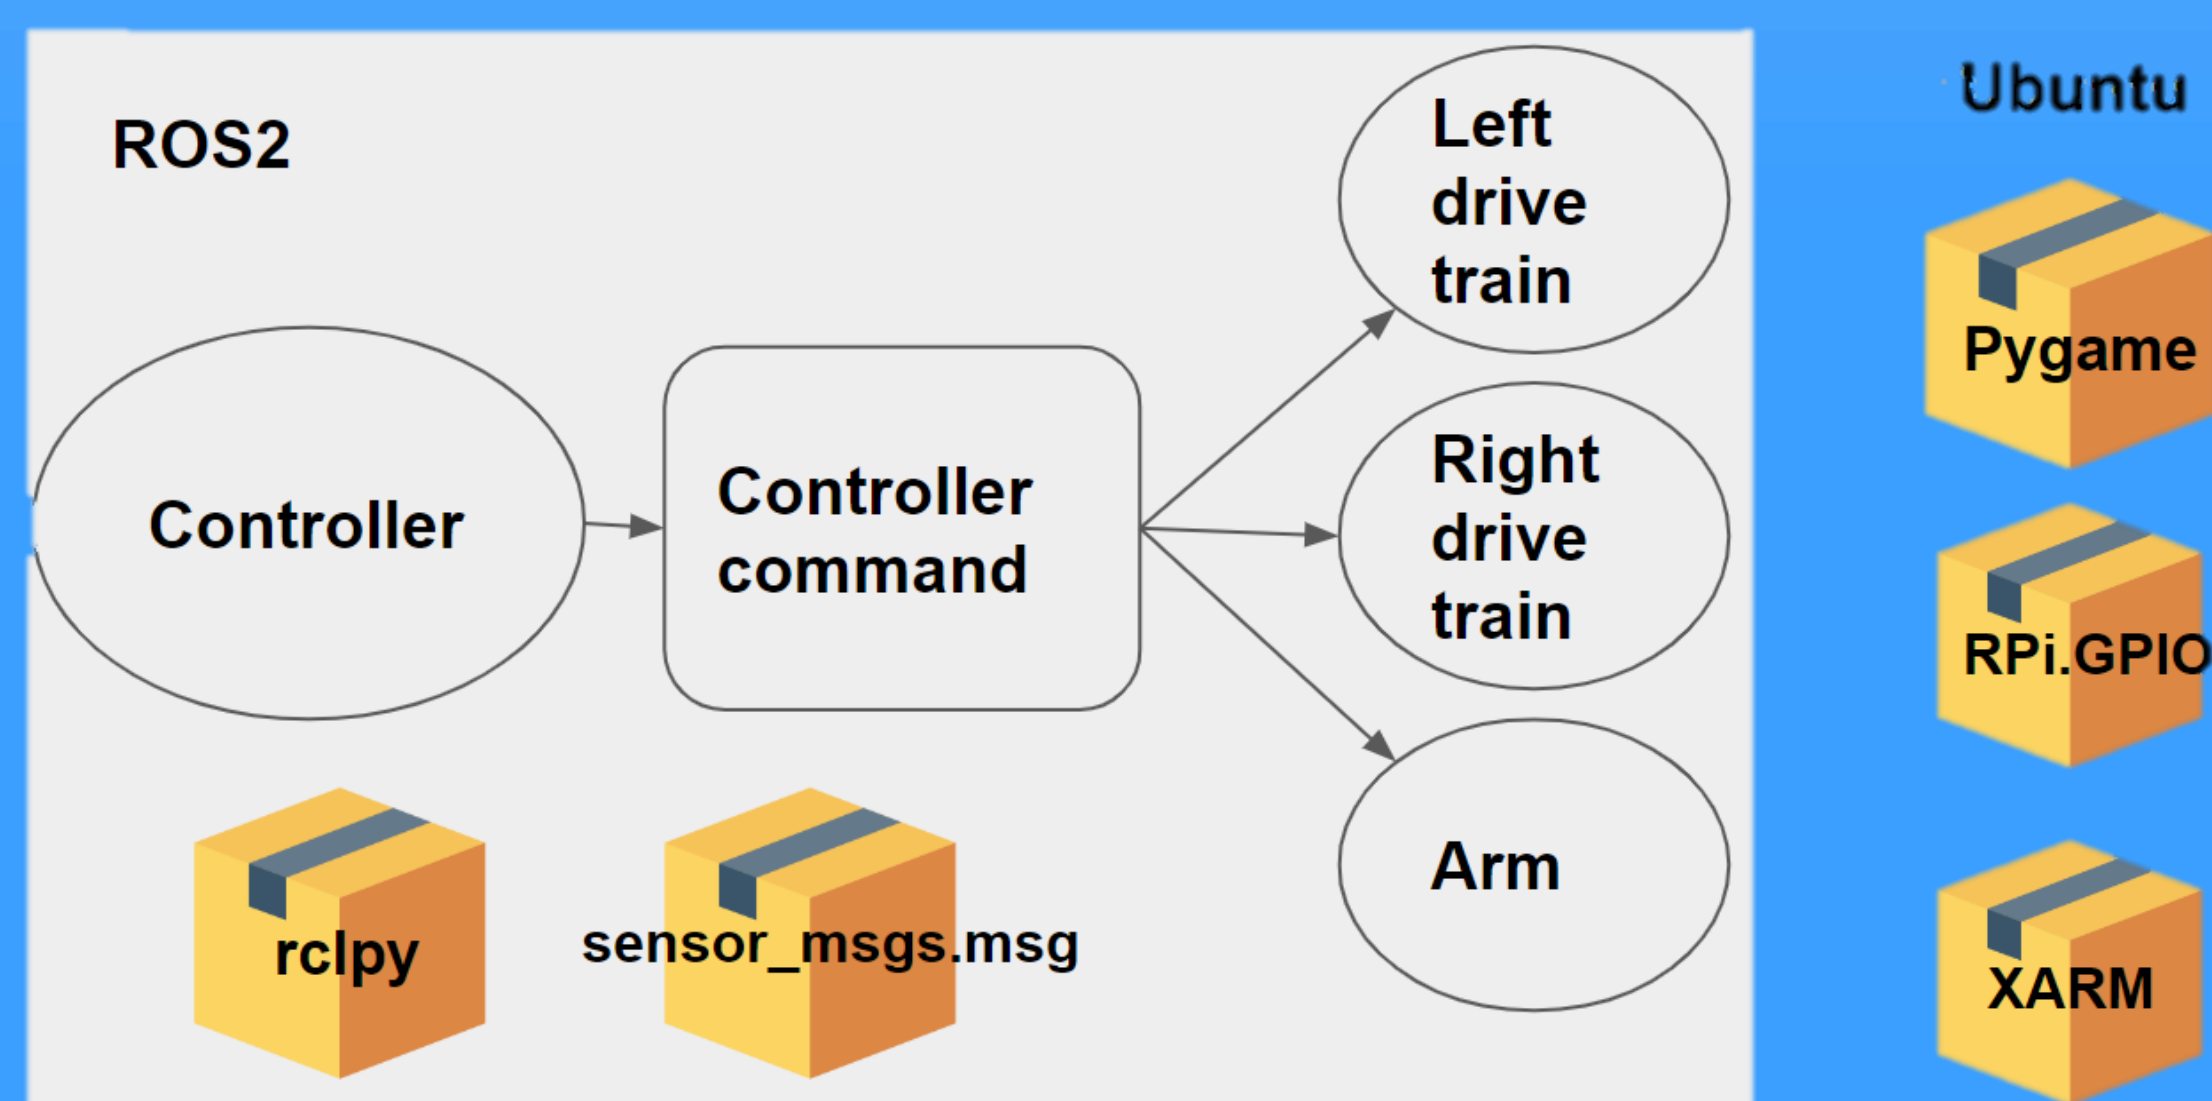 ROS2
Ubuntu
Left
drive
train
Pygame
Controller
Controller
command
Right
drive
train
RPi.GPIO
Arm
rclpy
sensor_msgs.msg
XARM